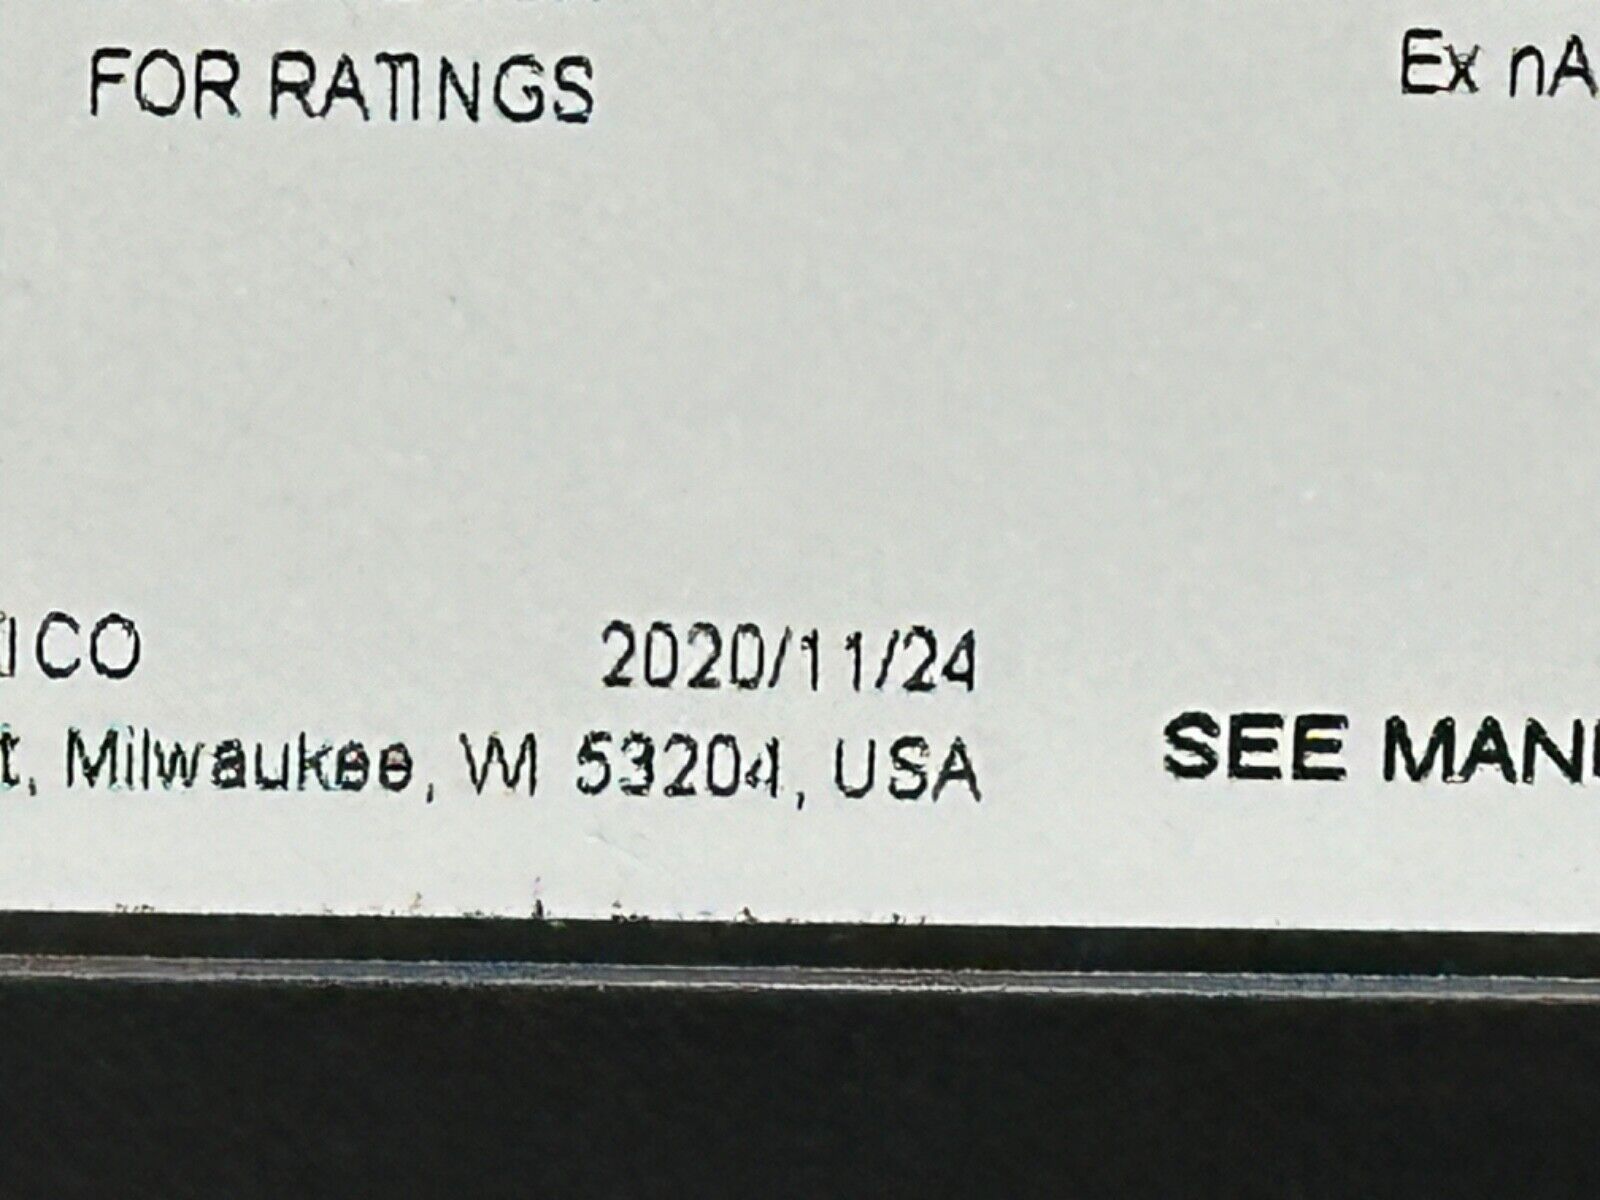 FOR RATINGS
Ex nA
ICO 2020/11/24
t, Milwaukee, WI 53204, USA
SEE MAN